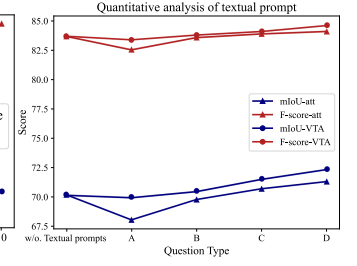 Quantitative analysis of textual prompt
85.0
82.5
80.0
77.5
75.0
72.5
70.0
67.5
Score
mIoU-att
F-score-att
mIoU-VTA
F-score-VTA
w/o. Textual prompts A B C D
Question Type
0